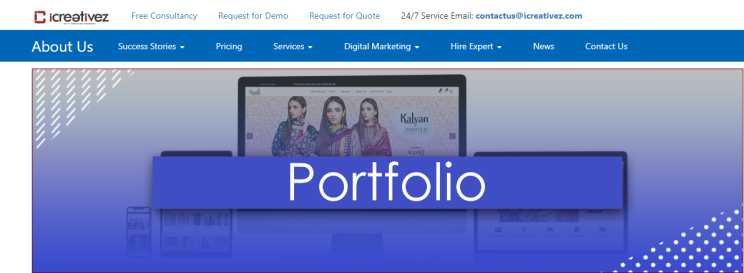 icreativez Free Consultancy Request for Demo Request for Quote 24/7 Service Email: contactus@icreativez.com
About Us Success Stories Pricing Services Digital Marketing Hire Expert News Contact Us
Kalyan
Portfolio